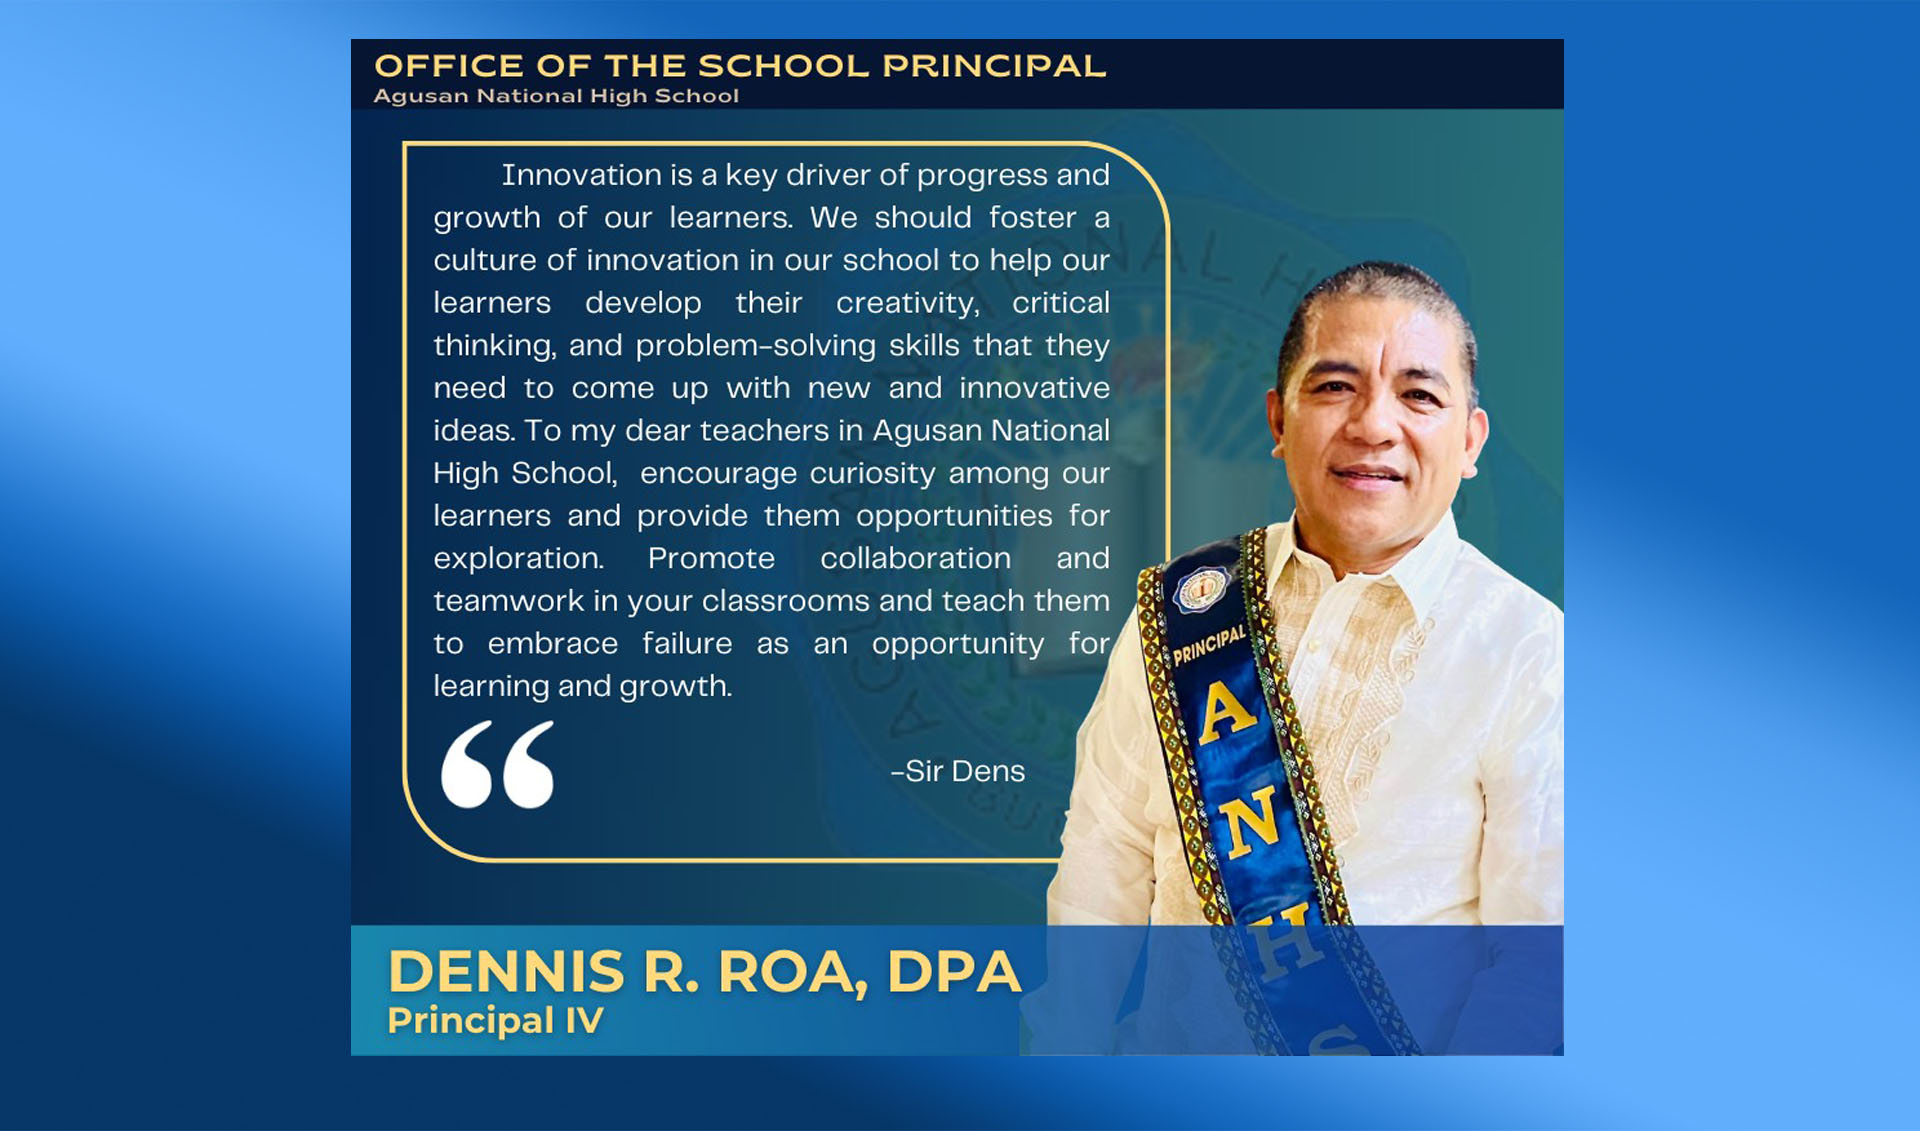 OFFICE OF THE SCHOOL PRINCIPAL
Agusan National High School
Innovation is a key driver of progress and
growth of our learners. We should foster a
culture of innovation in our school to help our
learners develop their creativity, critical
thinking, and problem-solving skills that they
need to come up with new and innovative
ideas. To my dear teachers in Agusan National
High School, encourage curiosity among our
learners and provide them opportunities for
exploration. Promote collaboration and
teamwork in your classrooms and teach them
to embrace failure as an opportunity for
learning and growth.
-Sir Dens
PRINCIPAL
A
N
H
S
DENNIS R. ROA, DPA
Principal IV